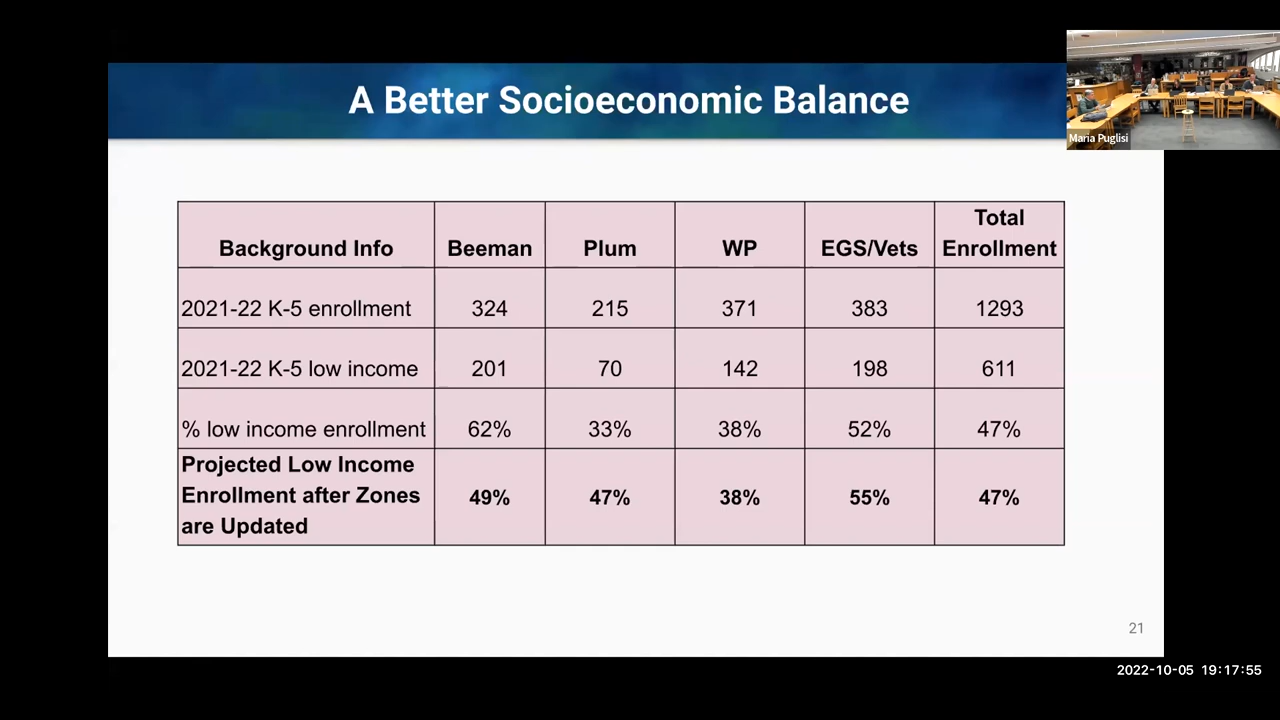 A Better Socioeconomic Balance
Maria Puglisi
Background Info Beeman Plum WP EGS/Vets Total Enrollment
2021-22 K-5 enrollment 324 215 371 383 1293
2021-22 K-5 low income 201 70 142 198 611
% low income enrollment 62% 33% 38% 52% 47%
Projected Low Income
Enrollment after Zones
are Updated 49% 47% 38% 55% 47%
21
2022-10-05 19:17:55